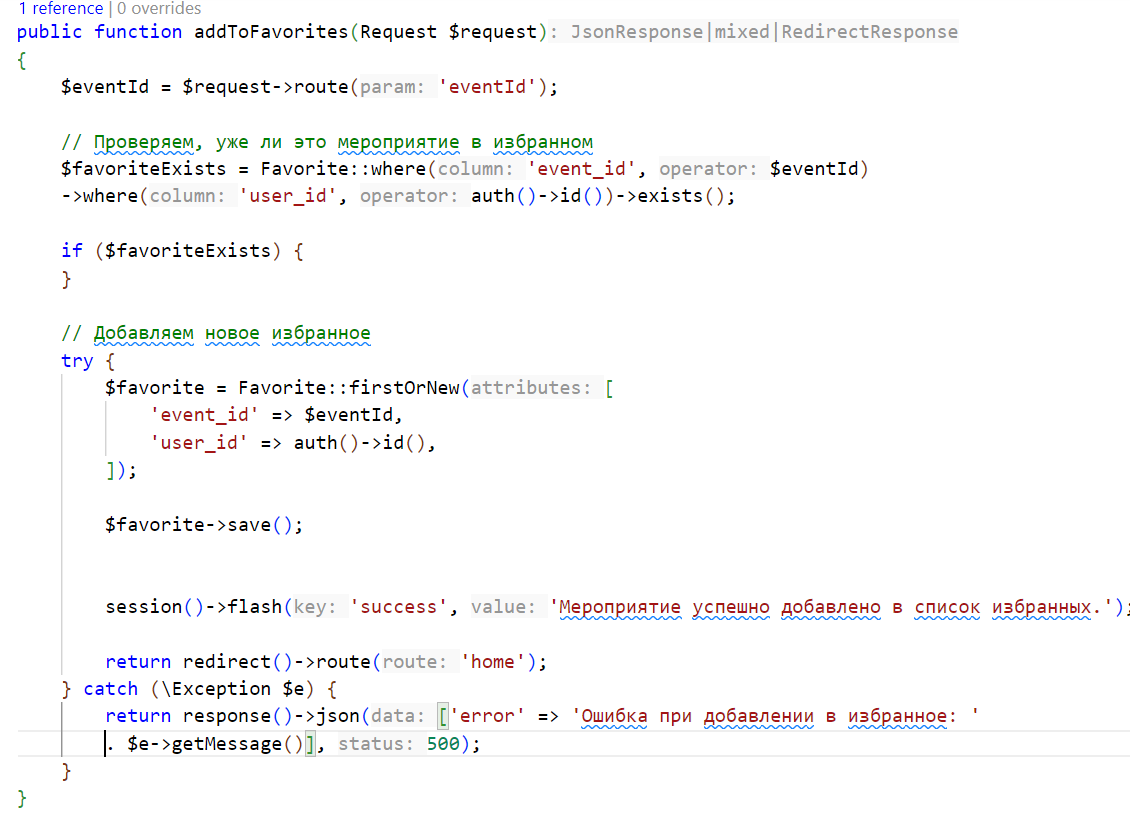 1 reference | 0 overrides
public function addToFavorites(Request $request): JsonResponse|mixed|RedirectResponse
{
$eventId = $request->route(param: 'eventId');
// Проверяем, уже ли это мероприятие в избранном
$favoriteExists = Favorite::where(column: 'event_id', operator: $eventId)
->where(column: 'user_id', operator: auth()->id())->exists();
if ($favoriteExists) {
}
// Добавляем новое избранное
try {
$favorite = Favorite::firstOrNew(attributes: [
'event_id' => $eventId,
'user_id' => auth()->id(),
]);
$favorite->save();
session()->flash(key: 'success', value: 'Мероприятие успешно добавлено в список избранных.');
return redirect()->route(route: 'home');
} catch (\Exception $e) {
return response()->json(data: ['error' => 'Ошибка при добавлении в избранное: '
. $e->getMessage()], status: 500);
}
}